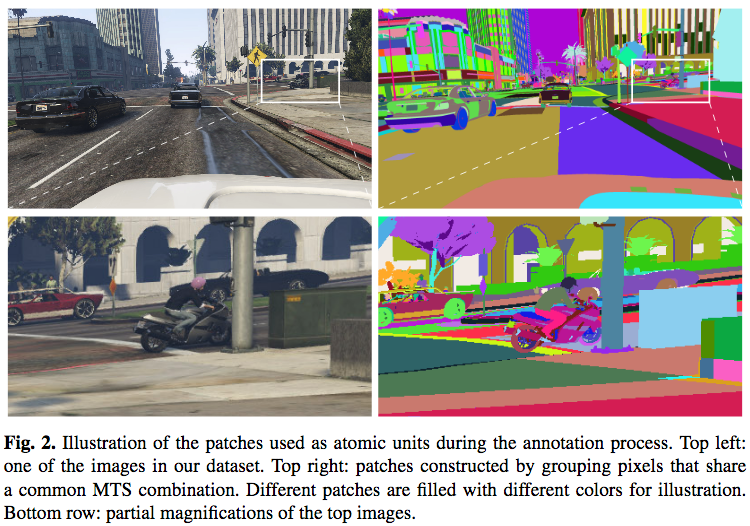 Fig. 2. Illustration of the patches used as atomic units during the annotation process. Top left:
one of the images in our dataset. Top right: patches constructed by grouping pixels that share
a common MTS combination. Different patches are filled with different colors for illustration.
Bottom row: partial magnifications of the top images.